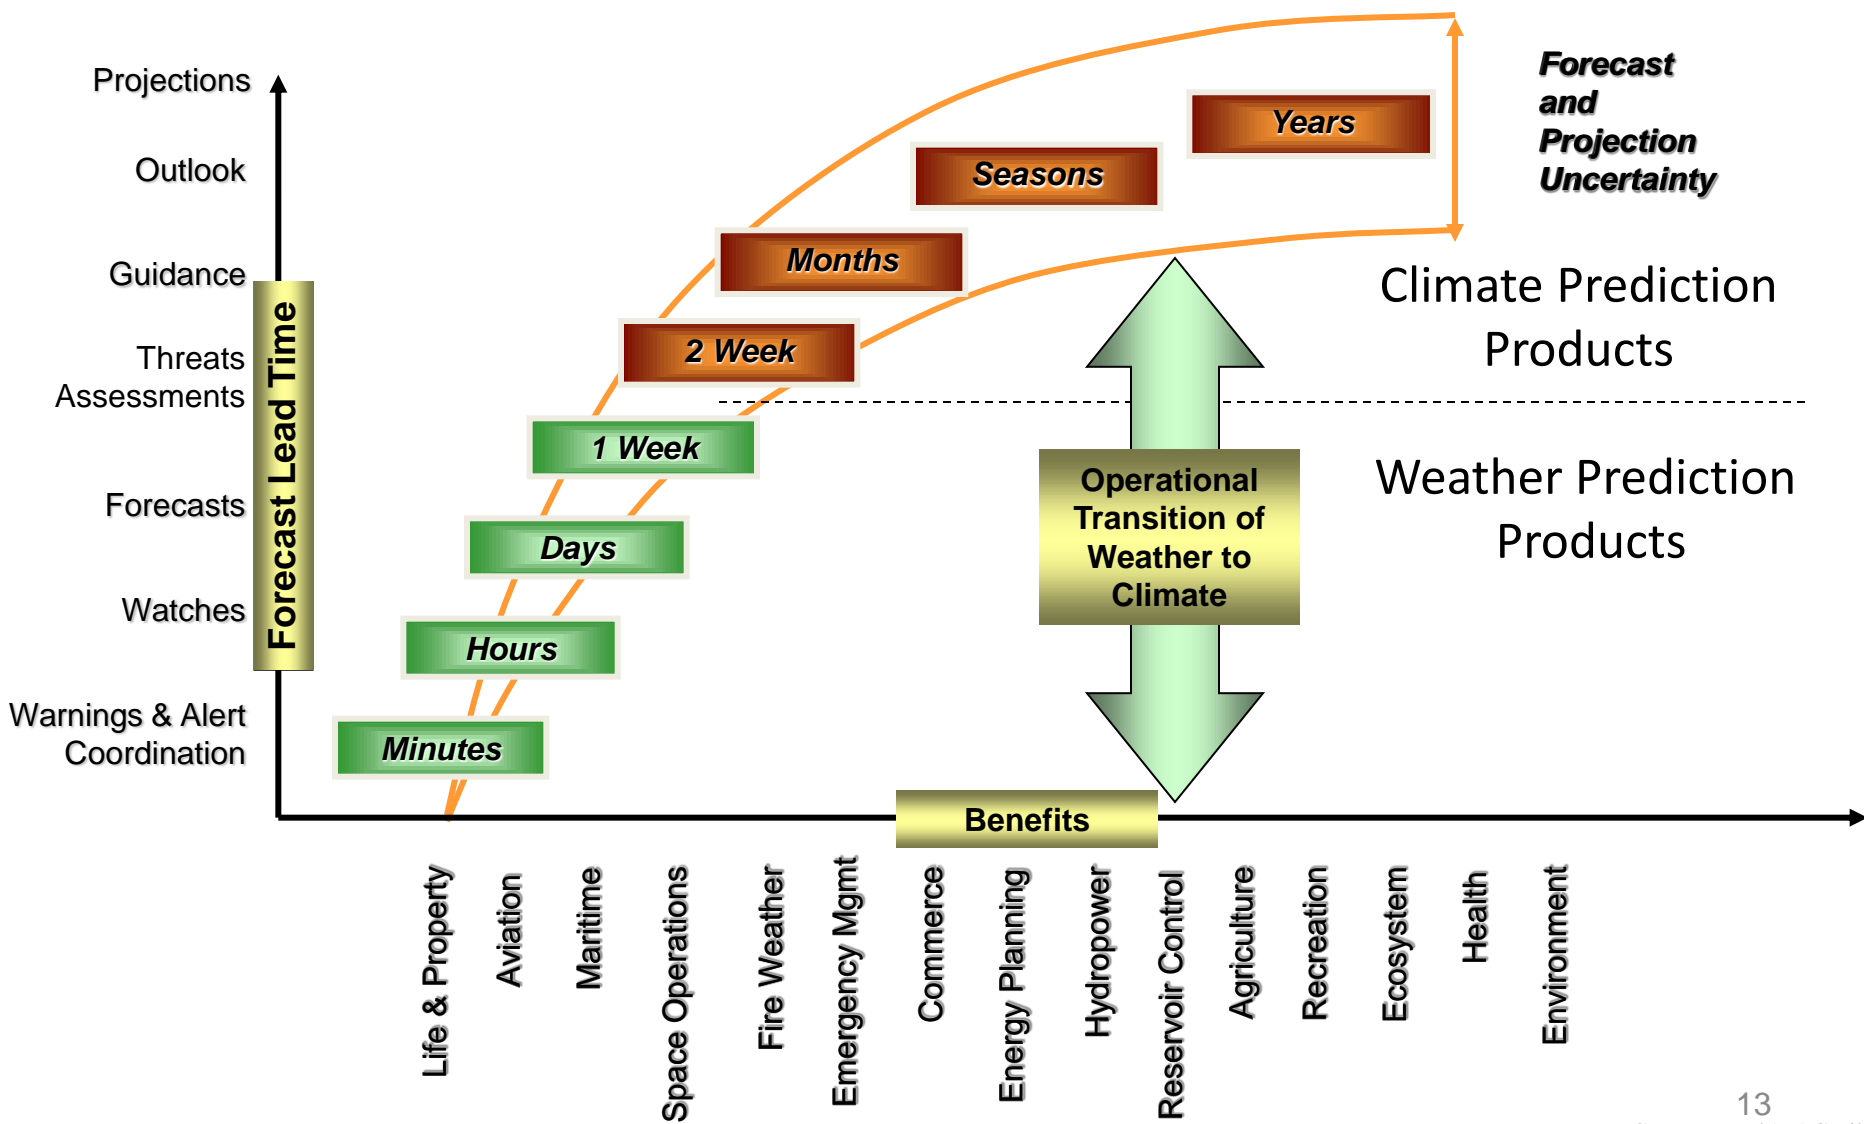 Projections
Outlook
Guidance
Threats
Assessments
Forecasts
Watches
Warnings & Alert
Coordination
Forecast Lead Time
Years
Seasons
Months
2 Week
1 Week
Days
Hours
Minutes
Forecast
and
Projection
Uncertainty
Climate Prediction
Products
Weather Prediction
Products
Operational
Transition of
Weather to
Climate
Benefits
Life & Property
Aviation
Maritime
Space Operations
Fire Weather
Emergency Mgmt
Commerce
Energy Planning
Hydropower
Reservoir Control
Agriculture
Recreation
Ecosystem
Health
Environment
13